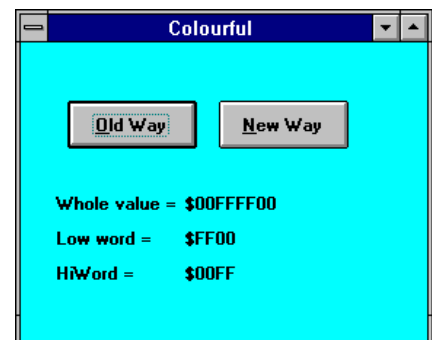 Colourful
Old Way New Way
Whole value = $00FFFF00
Low word = $FF00
HiWord = $00FF